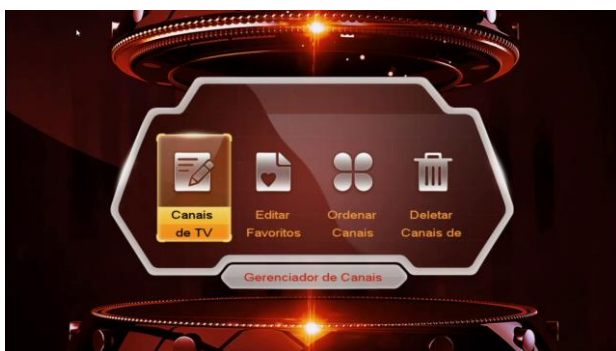 Canais
de TV
Editar
Favoritos
Ordenar
Canais
Deletar
Canais de
Gerenciador de Canais